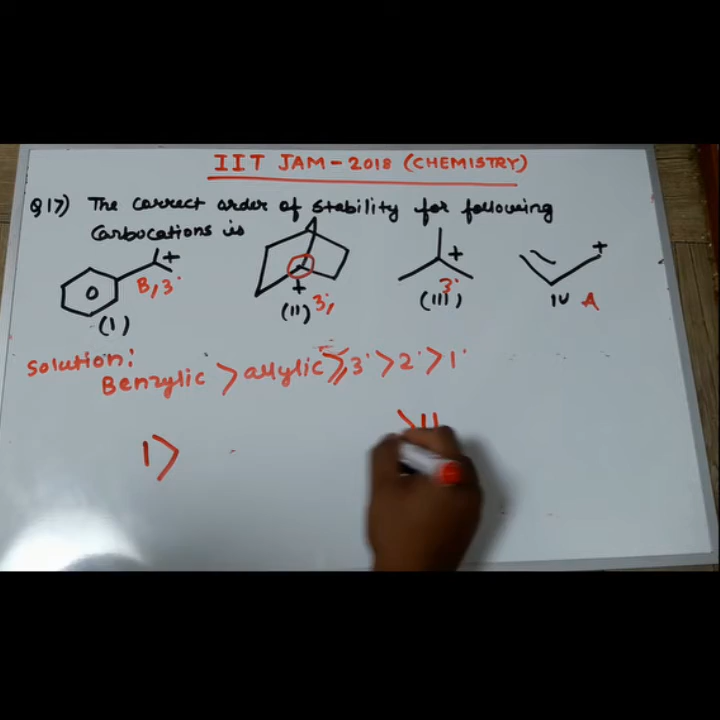 IIT JAM-2018 (CHEMISTRY)
Q17) The correct order of stability for following
Carbocations is
+
+
+
+
B, 3°
3°,
3°
A
(I)
(II)
(III)
IV
Solution:
Benzylic > allylic ≥, 3° > 2° > 1°
I >
> II